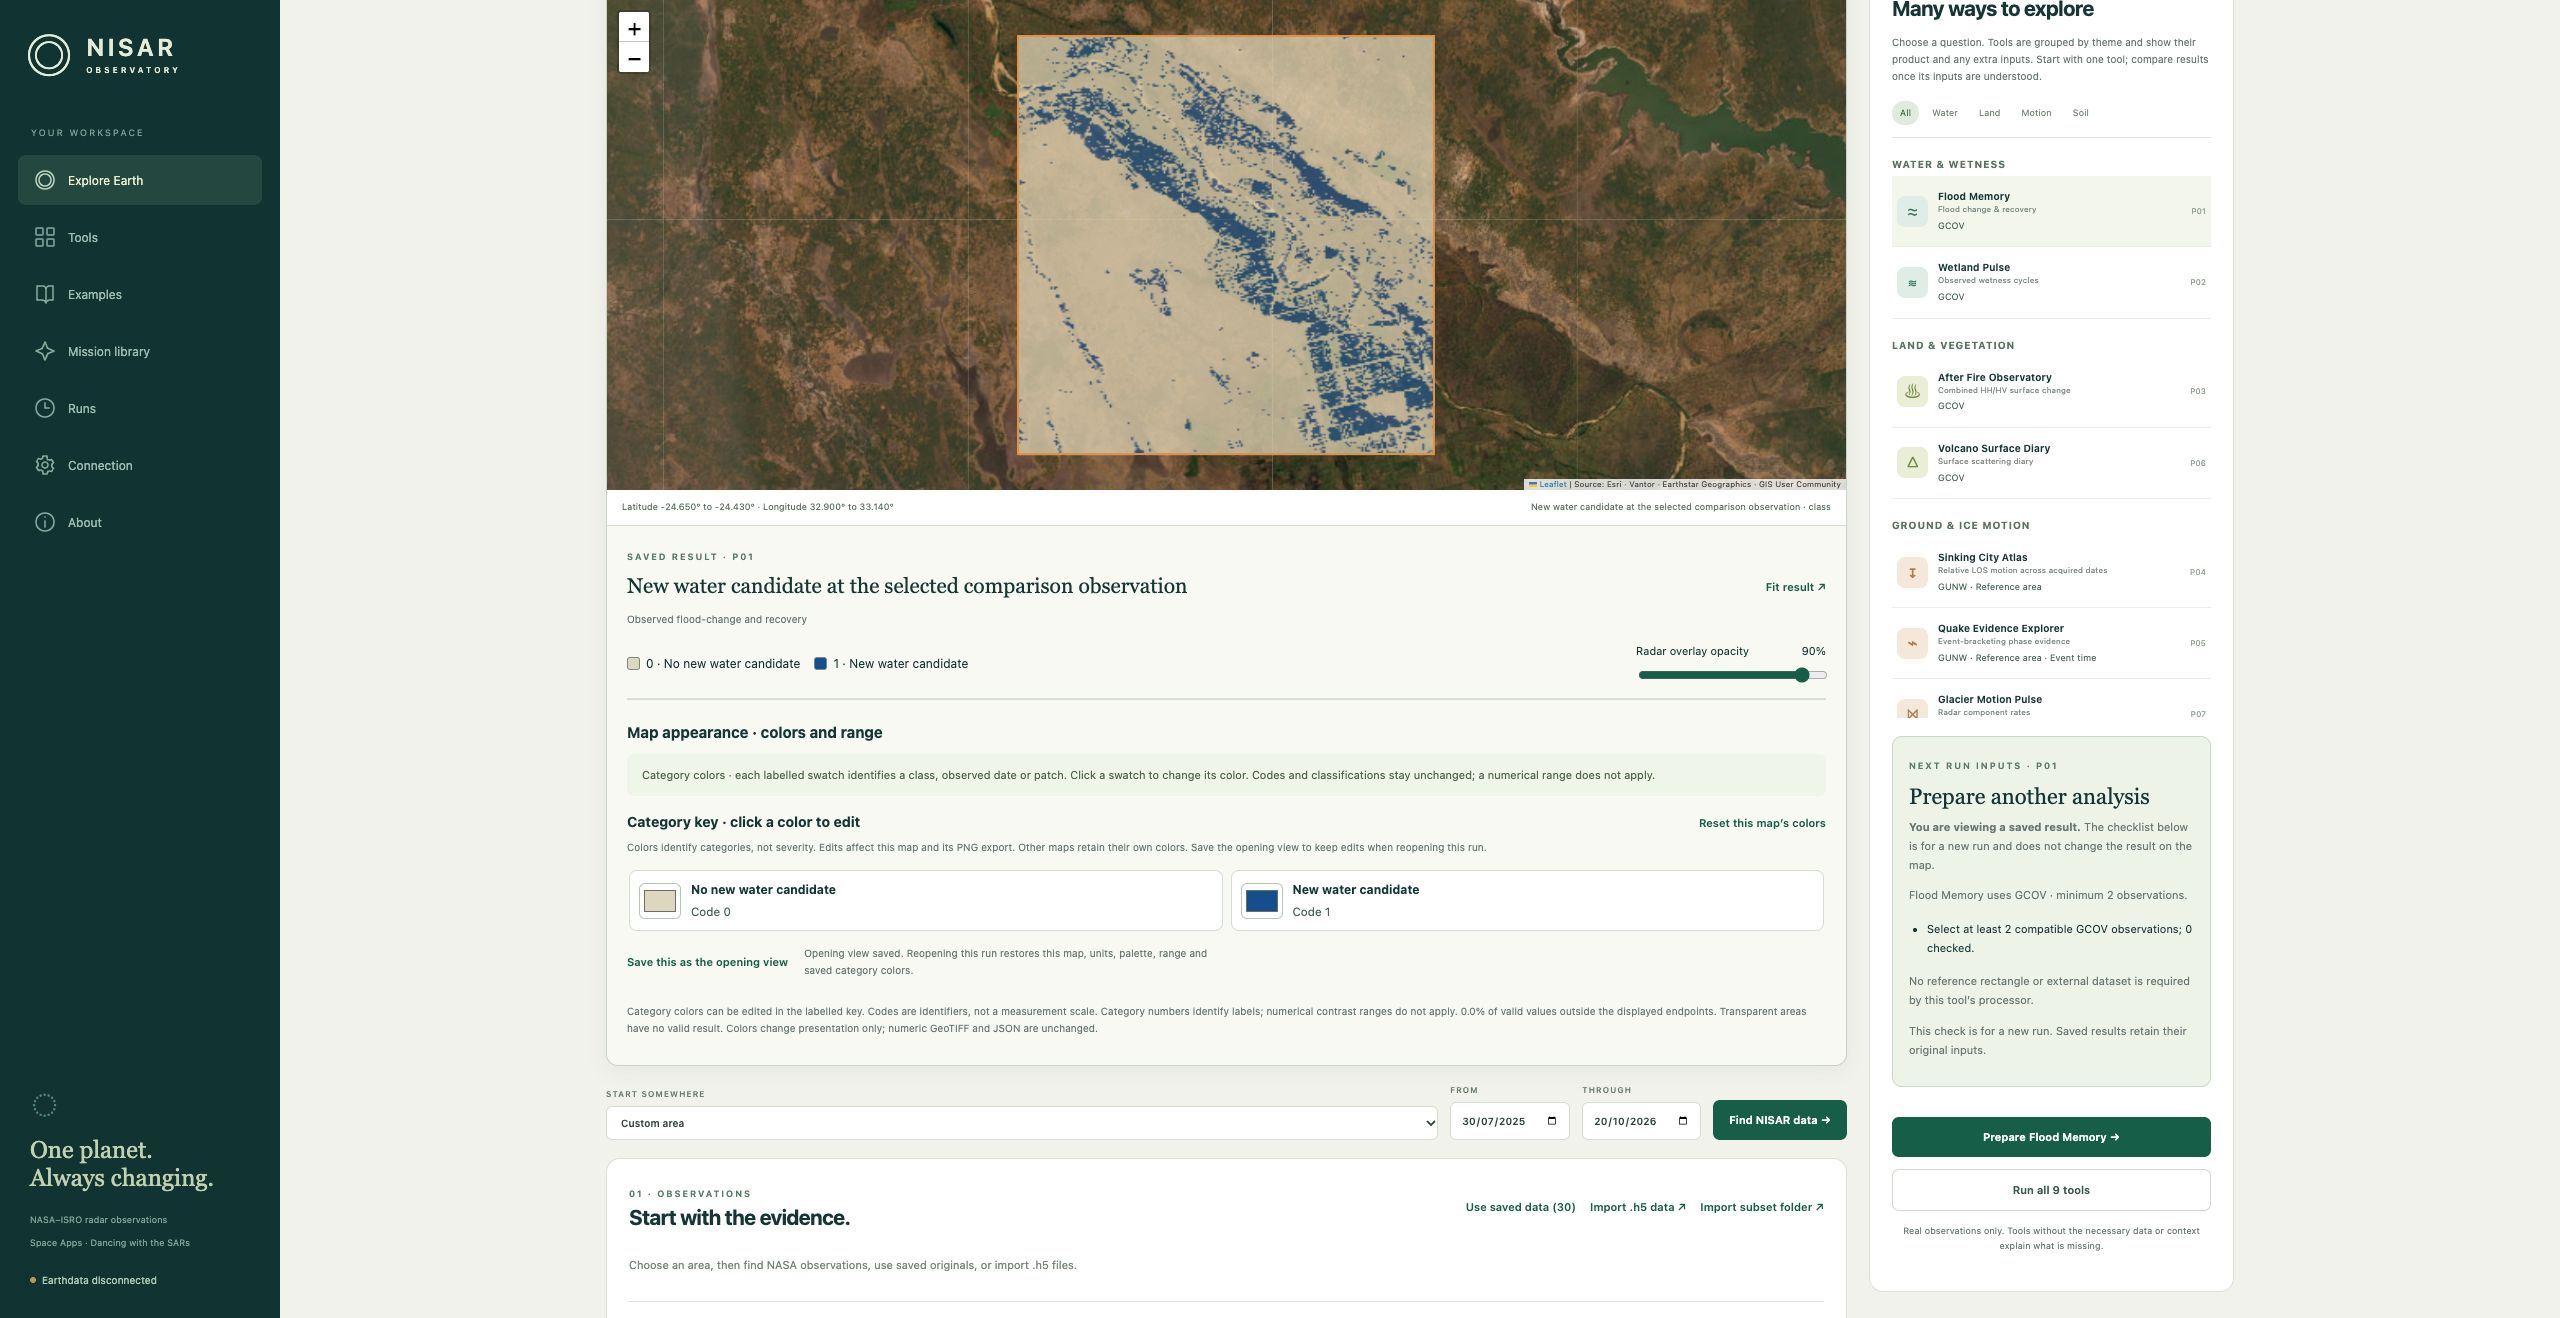 NISAR
OBSERVATORY
YOUR WORKSPACE
Explore Earth
Tools
Examples
Mission library
Runs
Connection
About
One planet.
Always changing.
NASA–ISRO radar observations
Space Apps · Dancing with the SARs
Earthdata disconnected
+
−
Leaflet | Source: Esri · Vantor · Earthstar Geographics · GIS User Community
Latitude -24.650° to -24.430° · Longitude 32.900° to 33.140°
New water candidate at the selected comparison observation · class
SAVED RESULT · P01
New water candidate at the selected comparison observation
Fit result ↗
Observed flood-change and recovery
0 · No new water candidate
1 · New water candidate
Radar overlay opacity
90%
Map appearance · colors and range
Category colors · each labelled swatch identifies a class, observed date or patch. Click a swatch to change its color. Codes and classifications stay unchanged; a numerical range does not apply.
Category key · click a color to edit
Reset this map's colors
Colors identify categories, not severity. Edits affect this map and its PNG export. Other maps retain their own colors. Save the opening view to keep edits when reopening this run.
No new water candidate
Code 0
New water candidate
Code 1
Save this as the opening view
Opening view saved. Reopening this run restores this map, units, palette, range and
saved category colors.
Category colors can be edited in the labelled key. Codes are identifiers, not a measurement scale. Category numbers identify labels; numerical contrast ranges do not apply. 0.0% of valid values outside the displayed endpoints. Transparent areas
have no valid result. Colors change presentation only; numeric GeoTIFF and JSON are unchanged.
START SOMEWHERE
Custom area
FROM
30/07/2025
THROUGH
20/10/2026
Find NISAR data →
01 · OBSERVATIONS
Start with the evidence.
Use saved data (30)
Import .h5 data ↗
Import subset folder ↗
Choose an area, then find NASA observations, use saved originals, or import .h5 files.
Many ways to explore
Choose a question. Tools are grouped by theme and show their
product and any extra inputs. Start with one tool; compare results
once its inputs are understood.
All
Water
Land
Motion
Soil
WATER & WETNESS
Flood Memory
Flood change & recovery
GCOV
P01
Wetland Pulse
Observed wetness cycles
GCOV
P02
LAND & VEGETATION
After Fire Observatory
Combined HH/HV surface change
GCOV
P03
Volcano Surface Diary
Surface scattering diary
GCOV
P06
GROUND & ICE MOTION
Sinking City Atlas
Relative LOS motion across acquired dates
GUNW · Reference area
P04
Quake Evidence Explorer
Event-bracketing phase evidence
GUNW · Reference area · Event time
P05
Glacier Motion Pulse
Radar component rates
P07
NEXT RUN INPUTS · P01
Prepare another analysis
You are viewing a saved result. The checklist below
is for a new run and does not change the result on the
map.
Flood Memory uses GCOV · minimum 2 observations.
• Select at least 2 compatible GCOV observations; 0
checked.
No reference rectangle or external dataset is required
by this tool's processor.
This check is for a new run. Saved results retain their
original inputs.
Prepare Flood Memory →
Run all 9 tools
Real observations only. Tools without the necessary data or context
explain what is missing.